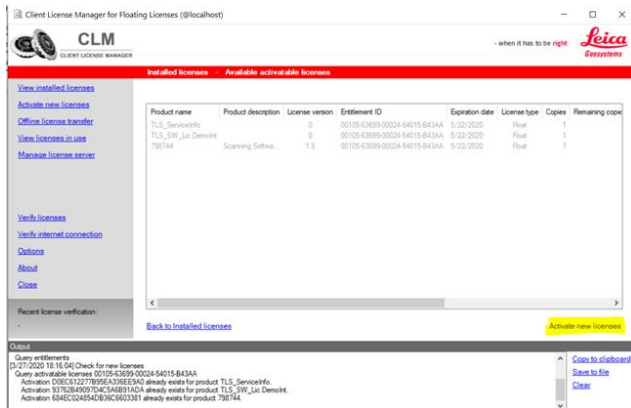 Client License Manager for Floating Licenses (@localhost)
CLM
CLIENT LICENSE MANAGER
- when it has to be right
Leica
Geosystems
Installed licenses - Available activatable licenses
View installed licenses
Activate new licenses
Offline license transfer
View licenses in use
Manage license server
Verify licenses
Verify internet connection
Options
About
Close
Recent license verification:
-
Product name Product description License version Entitlement ID Expiration date License type Copies Remaining copie
TLS_ServiceInfo 0 00105-63699-00024-54015-B43AA 5/22/2020 Float 1
TLS_SW_Lic.DemoInt 0 00105-63699-00024-54015-B43AA 5/22/2020 Float 1
798744 Scanning Softwa... 1.3 00105-63699-00024-54015-B43AA 5/22/2020 Float 1
Back to Installed licenses
Activate new licenses
Output
Query entitlements
[3/27/2020 18:16:04] Check for new licenses
Query activatable licenses 00105-63699-00024-54015-B43AA
Activation D0EC612277B95EA336EE9A0 already exists for product TLS_ServiceInfo.
Activation 93762B49097D4C5A6B91ADA already exists for product TLS_SW_Lic.DemoInt.
Activation 684EC024854DB36C6603381 already exists for product 798744.
Copy to clipboard
Save to file
Clear